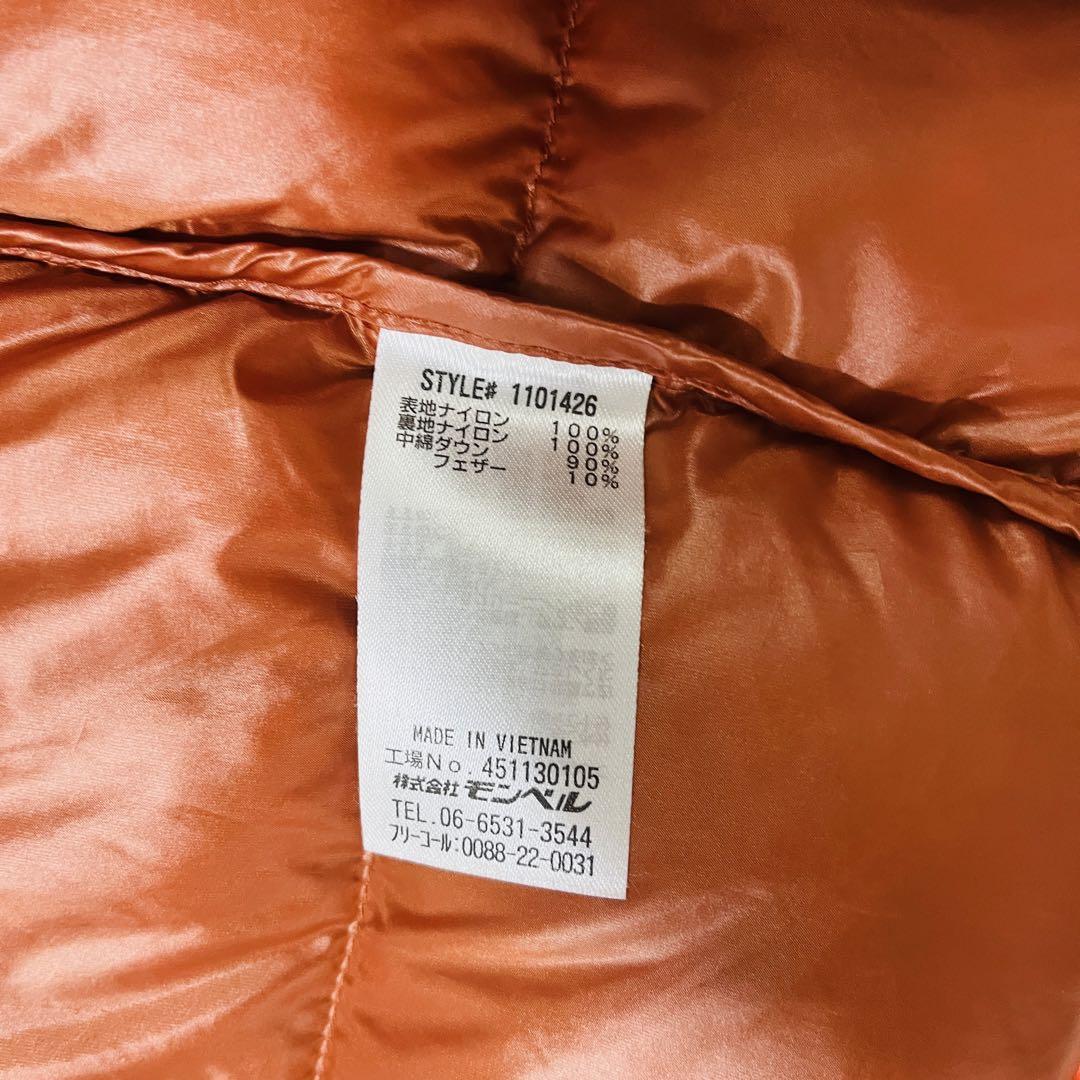 STYLE# 1101426
表地ナイロン 100%
裏地ナイロン 100%
中綿ダウン 90%
フェザー 10%
MADE IN VIETNAM
工場No. 451130105
株式会社モンベル
TEL.06-6531-3544
フリーコール:0088-22-0031